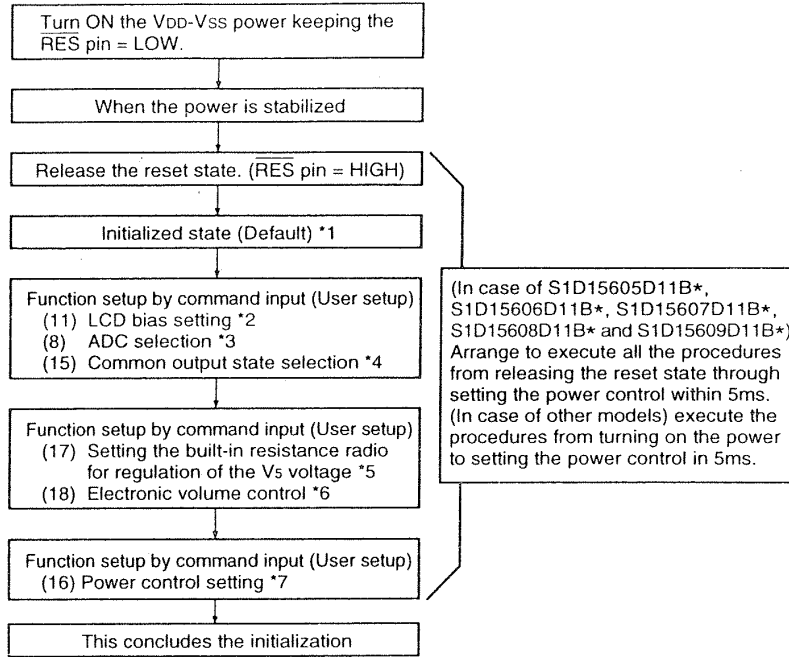 Turn ON the VDD-VSS power keeping the
RES pin = LOW.
When the power is stabilized
Release the reset state. (RES pin = HIGH)
Initialized state (Default) *1
Function setup by command input (User setup)
(11) LCD bias setting *2
(8) ADC selection *3
(15) Common output state selection *4
Function setup by command input (User setup)
(17) Setting the built-in resistance radio
for regulation of the V5 voltage *5
(18) Electronic volume control *6
Function setup by command input (User setup)
(16) Power control setting *7
This concludes the initialization
(In case of S1D15605D11B*,
S1D15606D11B*, S1D15607D11B*,
S1D15608D11B* and S1D15609D11B*)
Arrange to execute all the procedures
from releasing the reset state through
setting the power control within 5ms.
(In case of other models) execute the
procedures from turning on the power
to setting the power control in 5ms.